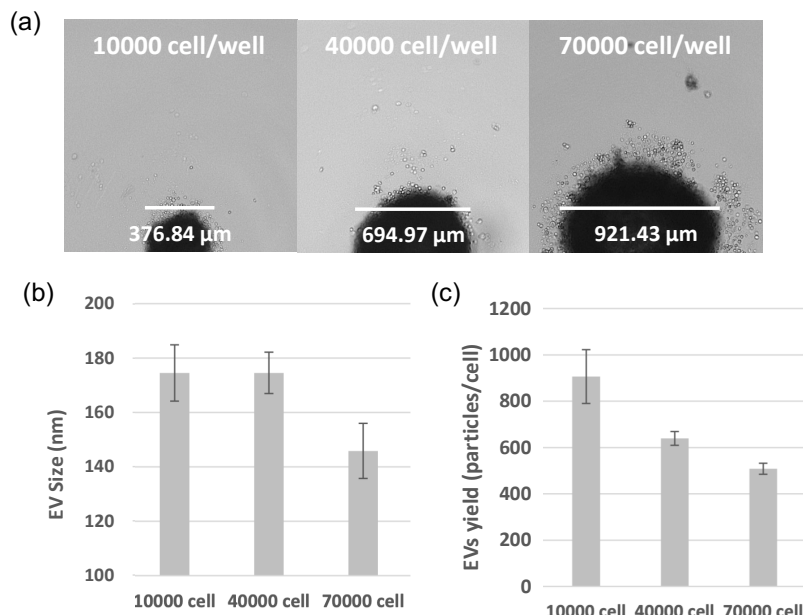 (a)
10000 cell/well 40000 cell/well 70000 cell/well
376.84 μm 694.97 μm 921.43 μm
(b)
200
180
160
140
120
100
EV Size (nm)
10000 cell 40000 cell 70000 cell
(c)
1200
1000
800
600
400
200
0
EVs yield (particles/cell)
10000 cell 40000 cell 70000 cell